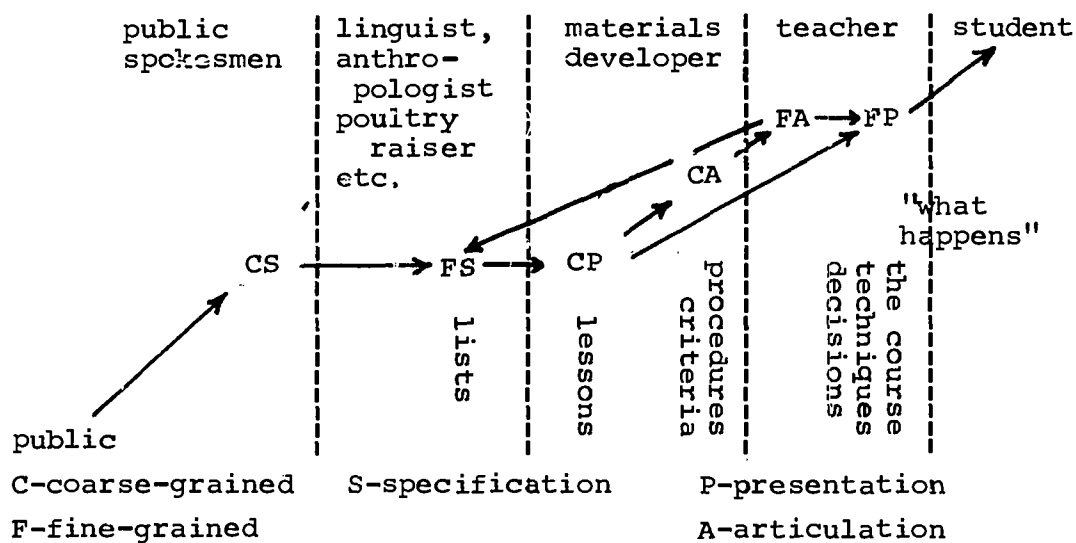 public spokesmen
linguist, anthro-
pologist
poultry
raiser
etc.
materials
developer
teacher
student
FA
FP
CA
"what
happens"
CS
FS
CP
lists
lessons
procedures
criteria
the course
techniques
decisions
public
C-coarse-grained S-specification P-presentation
F-fine-grained A-articulation